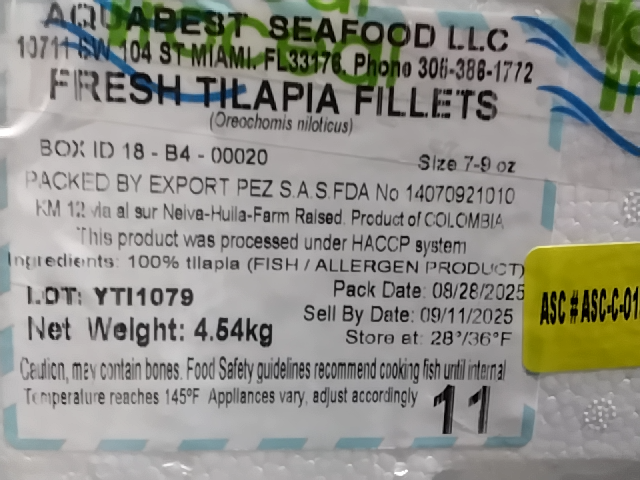 AQUABEST SEAFOOD LLC
10711 SW 104 ST MIAMI, FL33176. Phone 305-386-1772
FRESH TILAPIA FILLETS
(Oreochomis niloticus)
BOX ID 18 - B4 - 00020
Size 7-9 oz
PACKED BY EXPORT PEZ S.A.S.FDA No 14070921010
KM 12 via al sur Neiva-Huila-Farm Raised. Product of COLOMBIA
This product was processed under HACCP system
Ingredients: 100% tilapia (FISH / ALLERGEN PRODUCT)
LOT: YTI1079
Pack Date: 08/28/2025
Sell By Date: 09/11/2025
Net Weight: 4.54kg
Store at: 28°/36°F
Caution, may contain bones. Food Safety guidelines recommend cooking fish until internal
Temperature reaches 145ºF Appliances vary, adjust accordingly
11
ASC # ASC-C-01